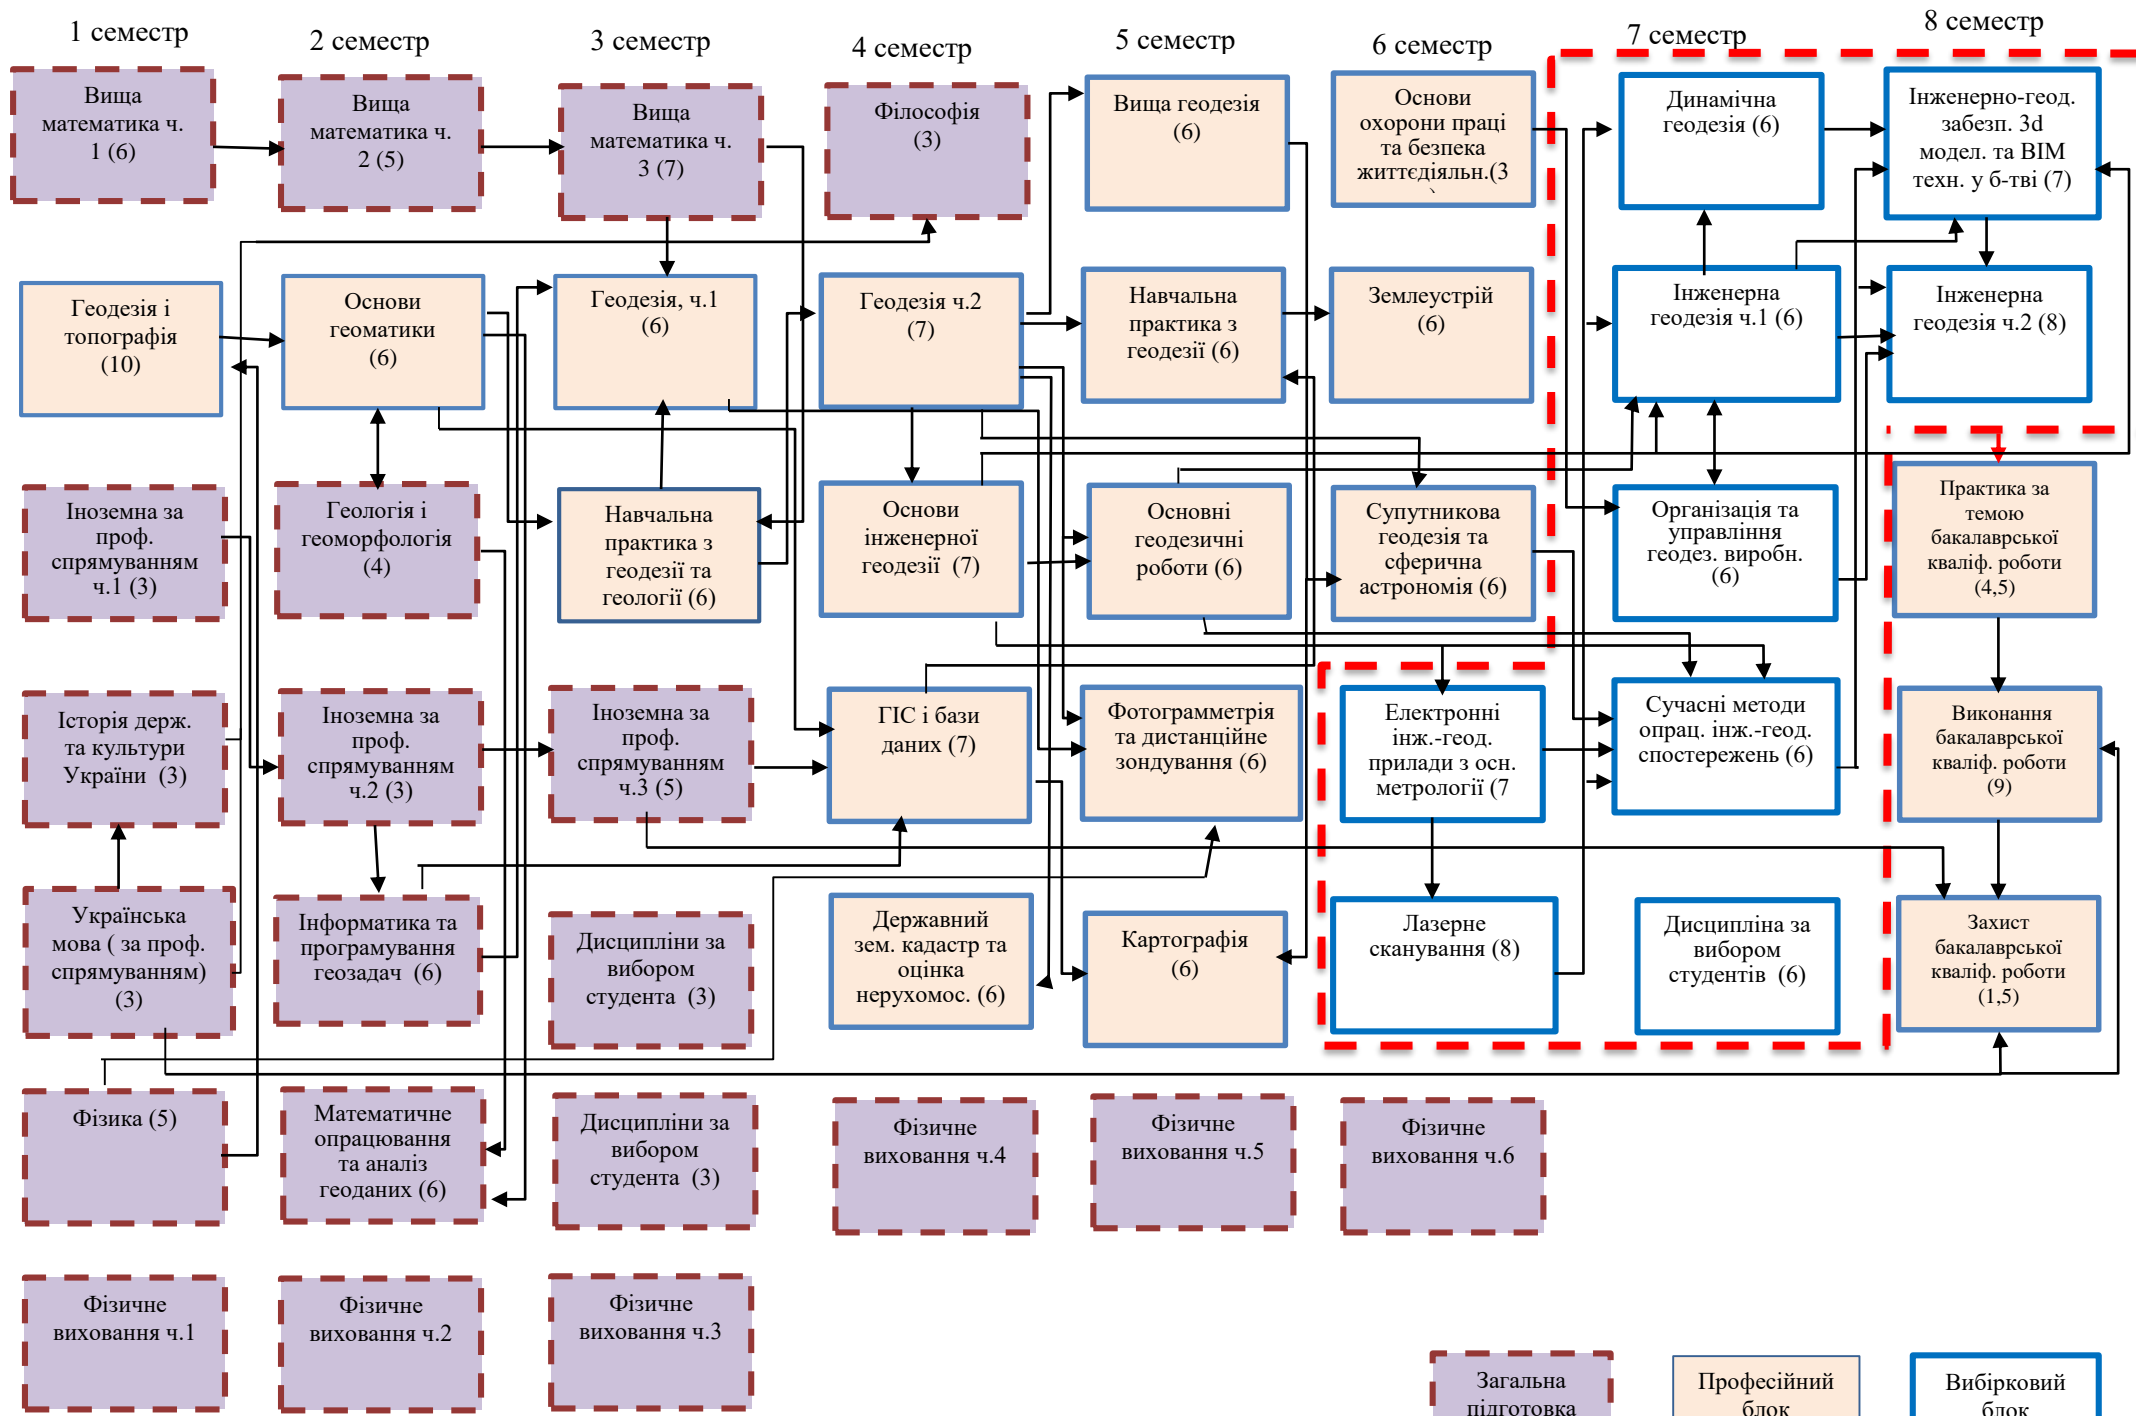 1 семестр
2 семестр
3 семестр
4 семестр
5 семестр
6 семестр
7 семестр
8 семестр
Вища
математика ч.
1 (6)
Вища
математика ч.
2 (5)
Вища
математика ч.
3 (7)
Філософія
(3)
Вища геодезія
(6)
Основи
охорони праці
та безпека
життєдіяльн.(3
Динамічна
геодезія (6)
Інженерно-геод.
забезп. 3d
модел. та BIM
техн. у б-тві (7)
Геодезія і
топографія
(10)
Основи
геоматики
(6)
Геодезія, ч.1
(6)
Геодезія ч.2
(7)
Навчальна
практика з
геодезії (6)
Землеустрій
(6)
Інженерна
геодезія ч.1 (6)
Інженерна
геодезія ч.2 (8)
Іноземна за
проф.
спрямуванням
ч.1 (3)
Геологія і
геоморфологія
(4)
Навчальна
практика з
геодезії та
геології (6)
Основи
інженерної
геодезії (7)
Основні
геодезичні
роботи (6)
Супутникова
геодезія та
сферична
астрономія (6)
Організація та
управління
геодез. виробн.
(6)
Практика за
темою
бакалаврської
кваліф. роботи
(4,5)
Історія держ.
та культури
України (3)
Іноземна за
проф.
спрямуванням
ч.2 (3)
Іноземна за
проф.
спрямуванням
ч.3 (5)
ГІС і бази
даних (7)
Фотограмметрія
та дистанційне
зондування (6)
Електронні
інж.-геод.
прилади з осн.
метрології (7
Сучасні методи
опрац. інж.-геод.
спостережень (6)
Виконання
бакалаврської
кваліф. роботи
(9)
Українська
мова ( за проф.
спрямуванням)
(3)
Інформатика та
програмування
геозадач (6)
Дисципліни за
вибором
студента (3)
Державний
зем. кадастр та
оцінка
нерухомос. (6)
Картографія
(6)
Лазерне
сканування (8)
Дисципліна за
вибором
студентів (6)
Захист
бакалаврської
кваліф. роботи
(1,5)
Фізика (5)
Математичне
опрацювання
та аналіз
геоданих (6)
Дисципліни за
вибором
студента (3)
Фізичне
виховання ч.4
Фізичне
виховання ч.5
Фізичне
виховання ч.6
Фізичне
виховання ч.1
Фізичне
виховання ч.2
Фізичне
виховання ч.3
Загальна
підготовка
Професійний
блок
Вибірковий
блок